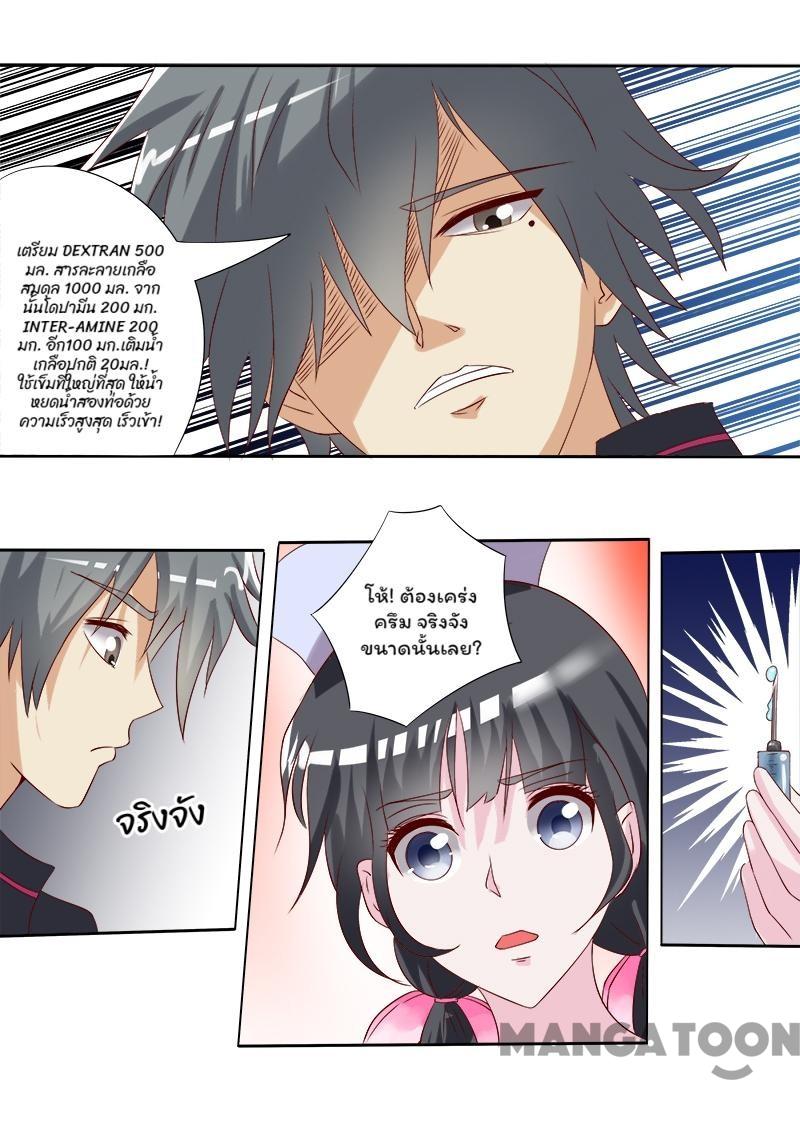 เตรียม DEXTRAN 500
มล. สารละลายเกลือ
สมดุล 1000 มล. จาก
นั้นโดปามีน 200 มก.
INTER-AMINE 200
มก. อีก100 มก.เติมน้ำ
เกลือปกติ 20มล.!
ใช้เข็มที่ใหญ่ที่สุด ให้น้ำ
หยดน้ำสองท่อด้วย
ความเร็วสูงสุด เร็วเข้า!
โห้! ต้องเคร่ง
ครึม จริงจัง
ขนาดนั้นเลย?
จริงจัง
MANGATOON